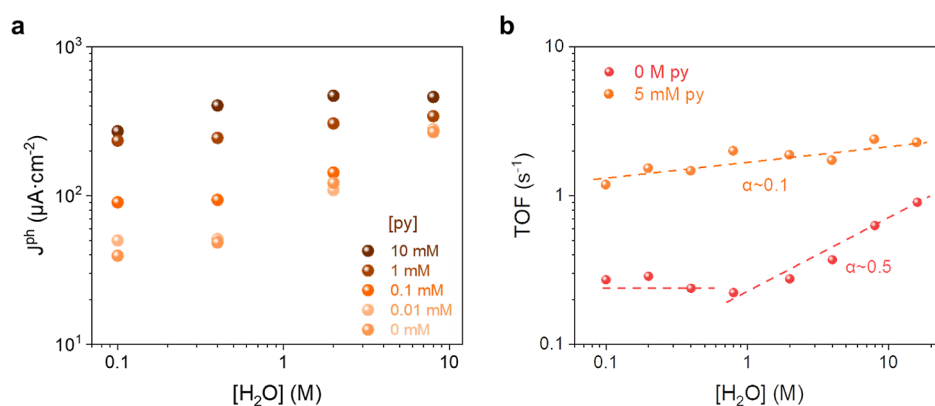 a
10³
10²
10¹
J^ph (μA·cm⁻²)
0.1
1
10
[H₂O] (M)
[py]
10 mM
1 mM
0.1 mM
0.01 mM
0 mM
b
10
1
0.1
TOF (s⁻¹)
0.1
1
10
[H₂O] (M)
0 M py
5 mM py
α~0.1
α~0.5